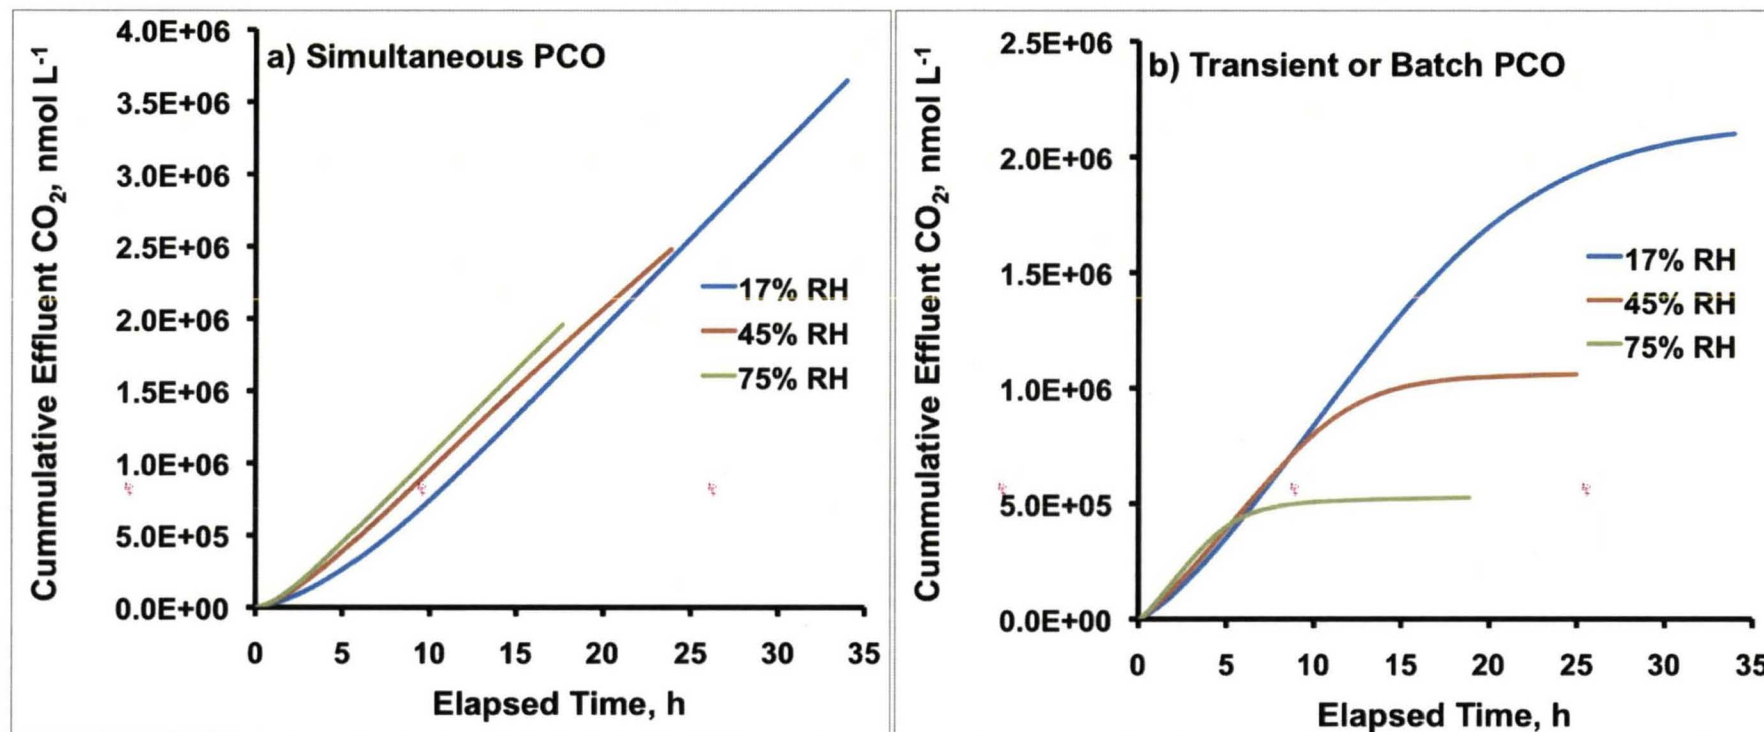 a) Simultaneous PCO
Cummulative Effluent CO₂, nmol L⁻¹
4.0E+06
3.5E+06
3.0E+06
2.5E+06
2.0E+06
1.5E+06
1.0E+06
5.0E+05
0.0E+00
0 5 10 15 20 25 30 35
Elapsed Time, h
17% RH
45% RH
75% RH
b) Transient or Batch PCO
Cummulative Effluent CO₂, nmol L⁻¹
2.5E+06
2.0E+06
1.5E+06
1.0E+06
5.0E+05
0.0E+00
0 5 10 15 20 25 30 35
Elapsed Time, h
17% RH
45% RH
75% RH